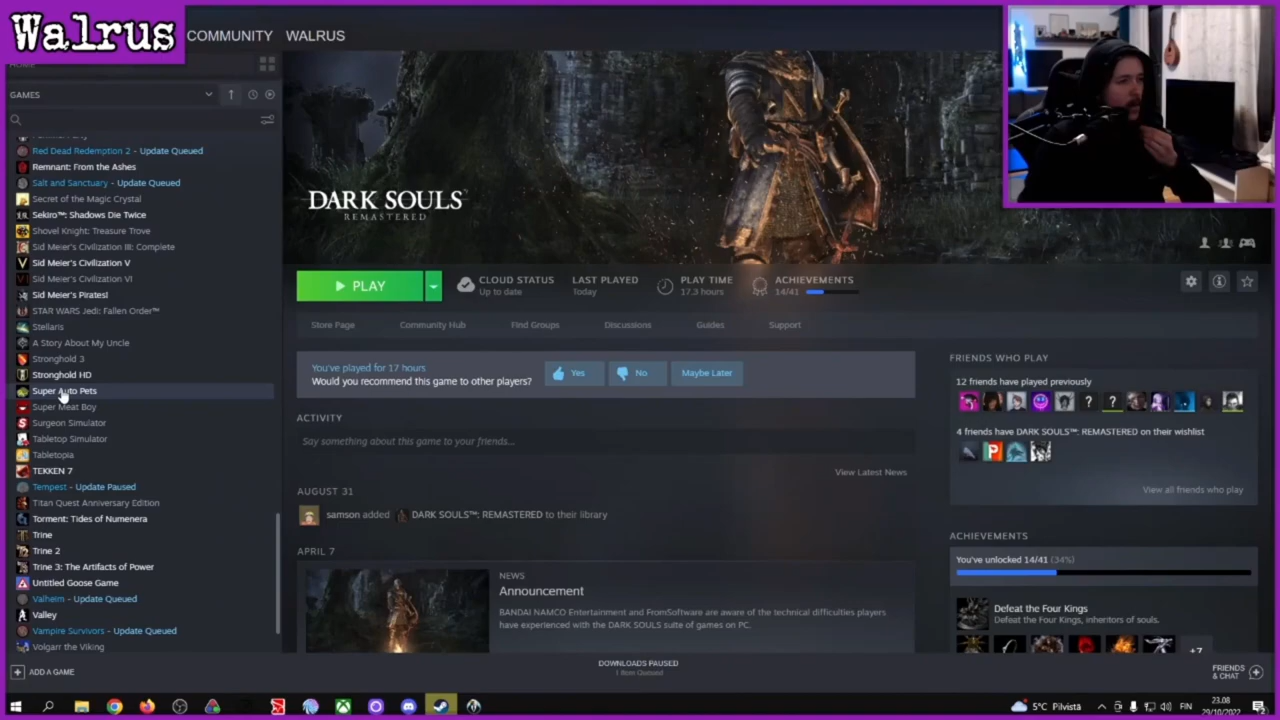 Walrus
COMMUNITY WALRUS
HOME
GAMES
Red Dead Redemption 2 - Update Queued
Remnant: From the Ashes
Salt and Sanctuary - Update Queued
Secret of the Magic Crystal
Sekiro™: Shadows Die Twice
Shovel Knight: Treasure Trove
Sid Meier's Civilization III: Complete
Sid Meier's Civilization V
Sid Meier's Civilization VI
Sid Meier's Pirates!
STAR WARS Jedi: Fallen Order™
Stellaris
A Story About My Uncle
Stronghold 3
Stronghold HD
Super Auto Pets
Super Meat Boy
Surgeon Simulator
Tabletop Simulator
Tabletopia
TEKKEN 7
Tempest - Update Paused
Titan Quest Anniversary Edition
Torment: Tides of Numenera
Trine
Trine 2
Trine 3: The Artifacts of Power
Untitled Goose Game
Valheim - Update Queued
Valley
Vampire Survivors - Update Queued
Volgarr the Viking
ADD A GAME
DARK SOULS
REMASTERED
PLAY
CLOUD STATUS
Up to date
LAST PLAYED
Today
PLAY TIME
17.3 hours
ACHIEVEMENTS
14/41
Store Page Community Hub Find Groups Discussions Guides Support
You've played for 17 hours
Would you recommend this game to other players?
Yes No Maybe Later
ACTIVITY
Say something about this game to your friends...
View Latest News
AUGUST 31
samson added DARK SOULS™: REMASTERED to their library
APRIL 7
NEWS
Announcement
BANDAI NAMCO Entertainment and FromSoftware are aware of the technical difficulties players
have experienced with the DARK SOULS suite of games on PC.
FRIENDS WHO PLAY
12 friends have played previously
4 friends have DARK SOULS™: REMASTERED on their wishlist
View all friends who play
ACHIEVEMENTS
You've unlocked 14/41 (34%)
Defeat the Four Kings
Defeat the Four Kings, inheritors of souls.
+7
DOWNLOADS PAUSED
1 Item Queued
FRIENDS
& CHAT
5°C Pilvistä
FIN
23.08
29/10/2022